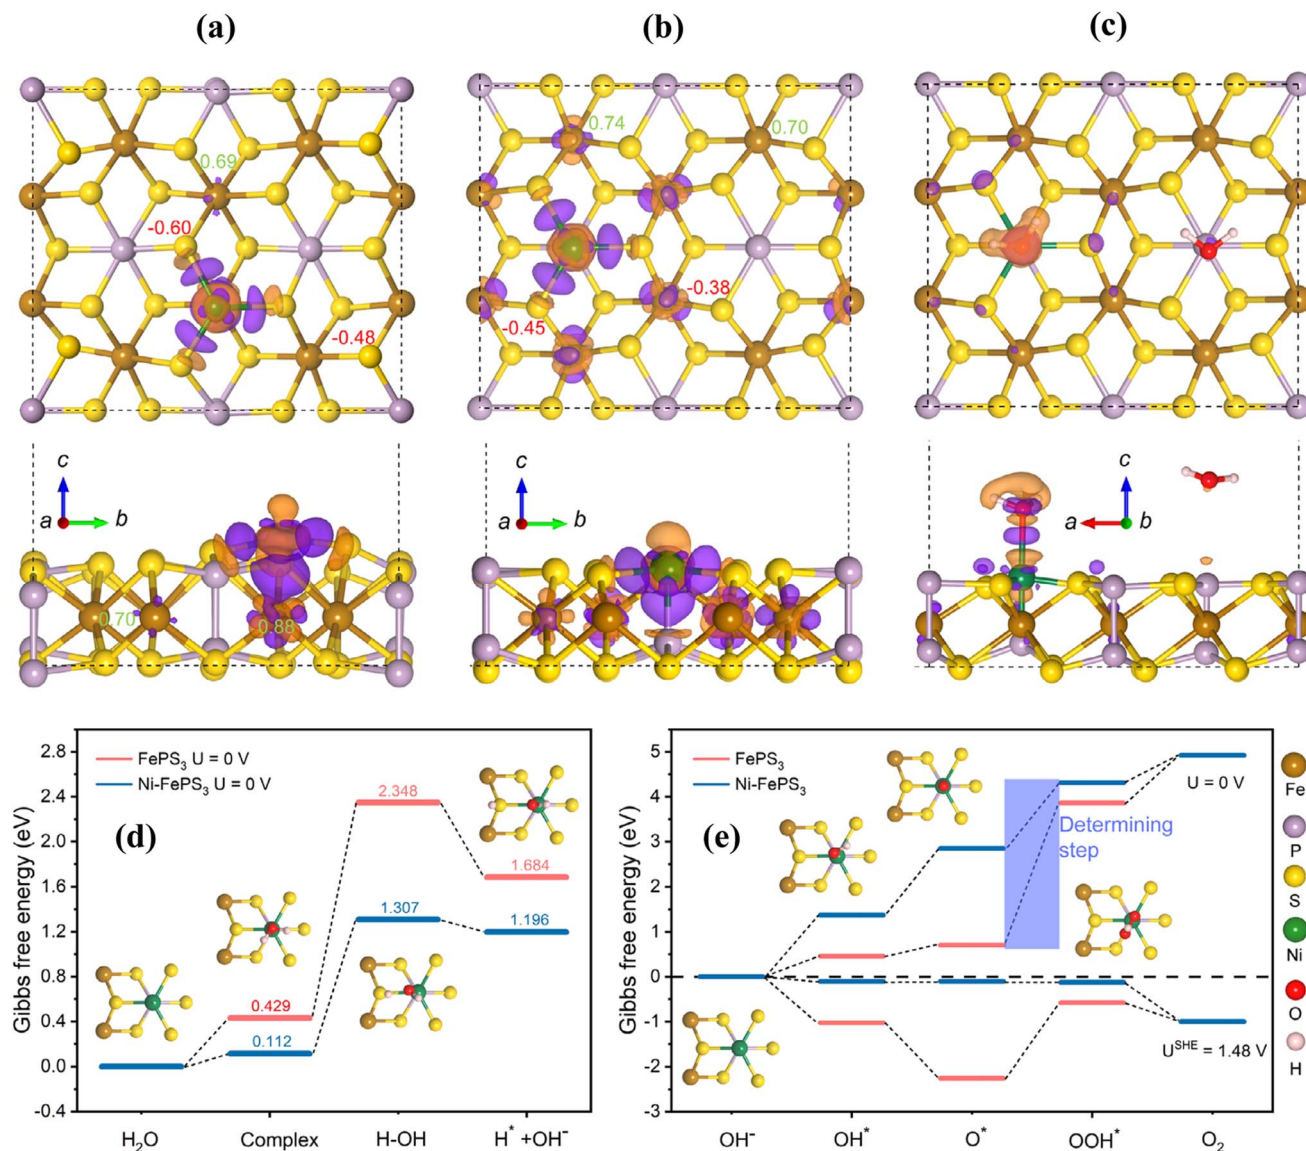 (a)
(b)
(c)
0.69
-0.60
-0.48
0.74
0.70
-0.38
-0.45
c
a
b
0.70
0.88
c
a
b
c
a
b
(d)
FePS3 U = 0 V
Ni-FePS3 U = 0 V
Gibbs free energy (eV)
2.8
2.4
2.0
1.6
1.2
0.8
0.4
0.0
-0.4
2.348
1.684
1.307
1.196
0.429
0.112
H2O
Complex
H-OH
H* +OH-
(e)
FePS3
Ni-FePS3
Gibbs free energy (eV)
5
4
3
2
1
0
-1
-2
-3
U = 0 V
Determining
step
USHE = 1.48 V
OH-
OH*
O*
OOH*
O2
Fe
P
S
Ni
O
H